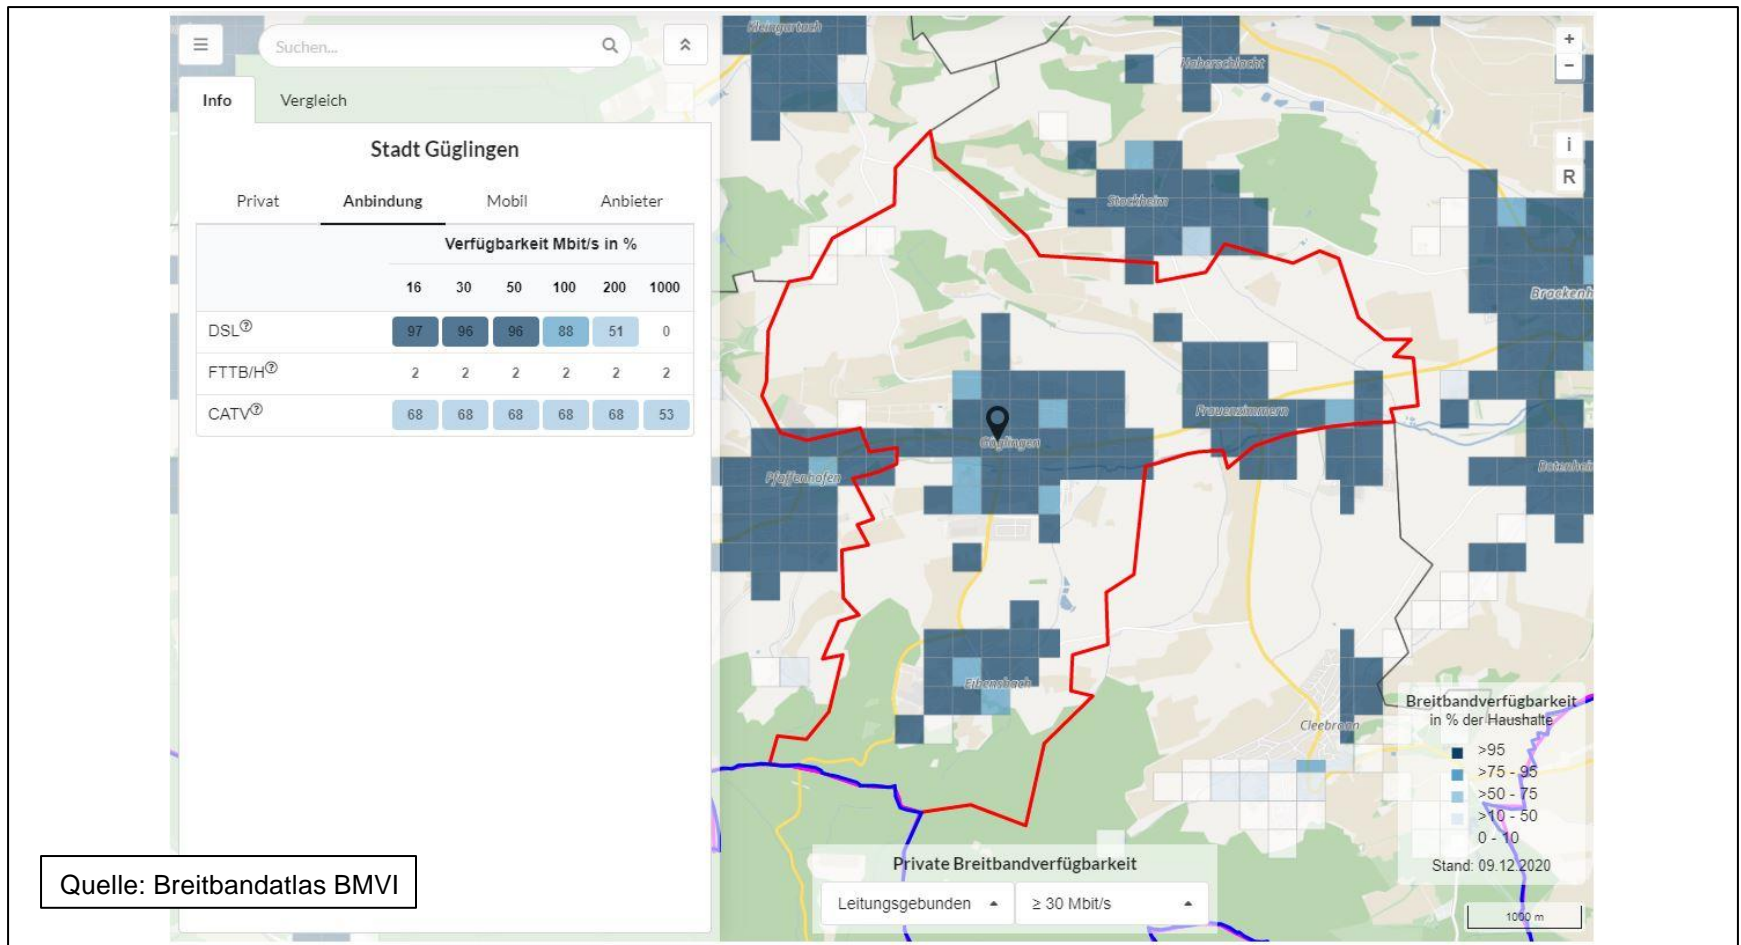 Suchen...
Info Vergleich
Stadt Güglingen
Privat Anbindung Mobil Anbieter
Verfügbarkeit Mbit/s in %
16 30 50 100 200 1000
DSL 97 96 96 88 51 0
FTTB/H 2 2 2 2 2 2
CATV 68 68 68 68 68 53
Quelle: Breitbandatlas BMVI
Kleingartach
Haberschlacht
+
−
i
R
Stockheim
Brackenh
Frauenzimmern
Güglingen
Pfaffenhofen
Botenhei
Eibensbach
Cleebronn
Breitbandverfügbarkeit
in % der Haushalte
>95
>75 - 95
>50 - 75
>10 - 50
0 - 10
Stand: 09.12.2020
1000 m
Private Breitbandverfügbarkeit
Leitungsgebunden ≥ 30 Mbit/s